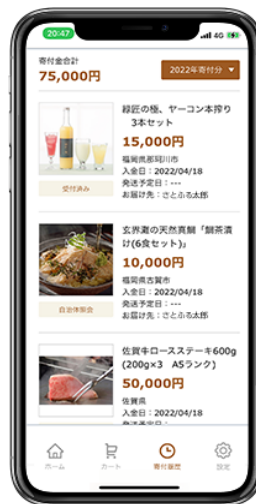 20:47
4G
寄付金合計
75,000円
2022年寄付分
緑匠の極、ヤーコン本搾り
3本セット
15,000円
福岡県那珂川市
入金日：2022/04/18
発送予定日：---
お届け先：さとふる太郎
受付済み
玄界灘の天然真鯛「鯛茶漬
け(6食セット)」
10,000円
福岡県古賀市
入金日：2022/04/18
発送予定日：---
お届け先：さとふる太郎
自治体照会
佐賀牛ロースステーキ600g
(200g×3 A5ランク)
50,000円
佐賀県
入金日：2022/04/18
ホーム
カート
寄付履歴
設定